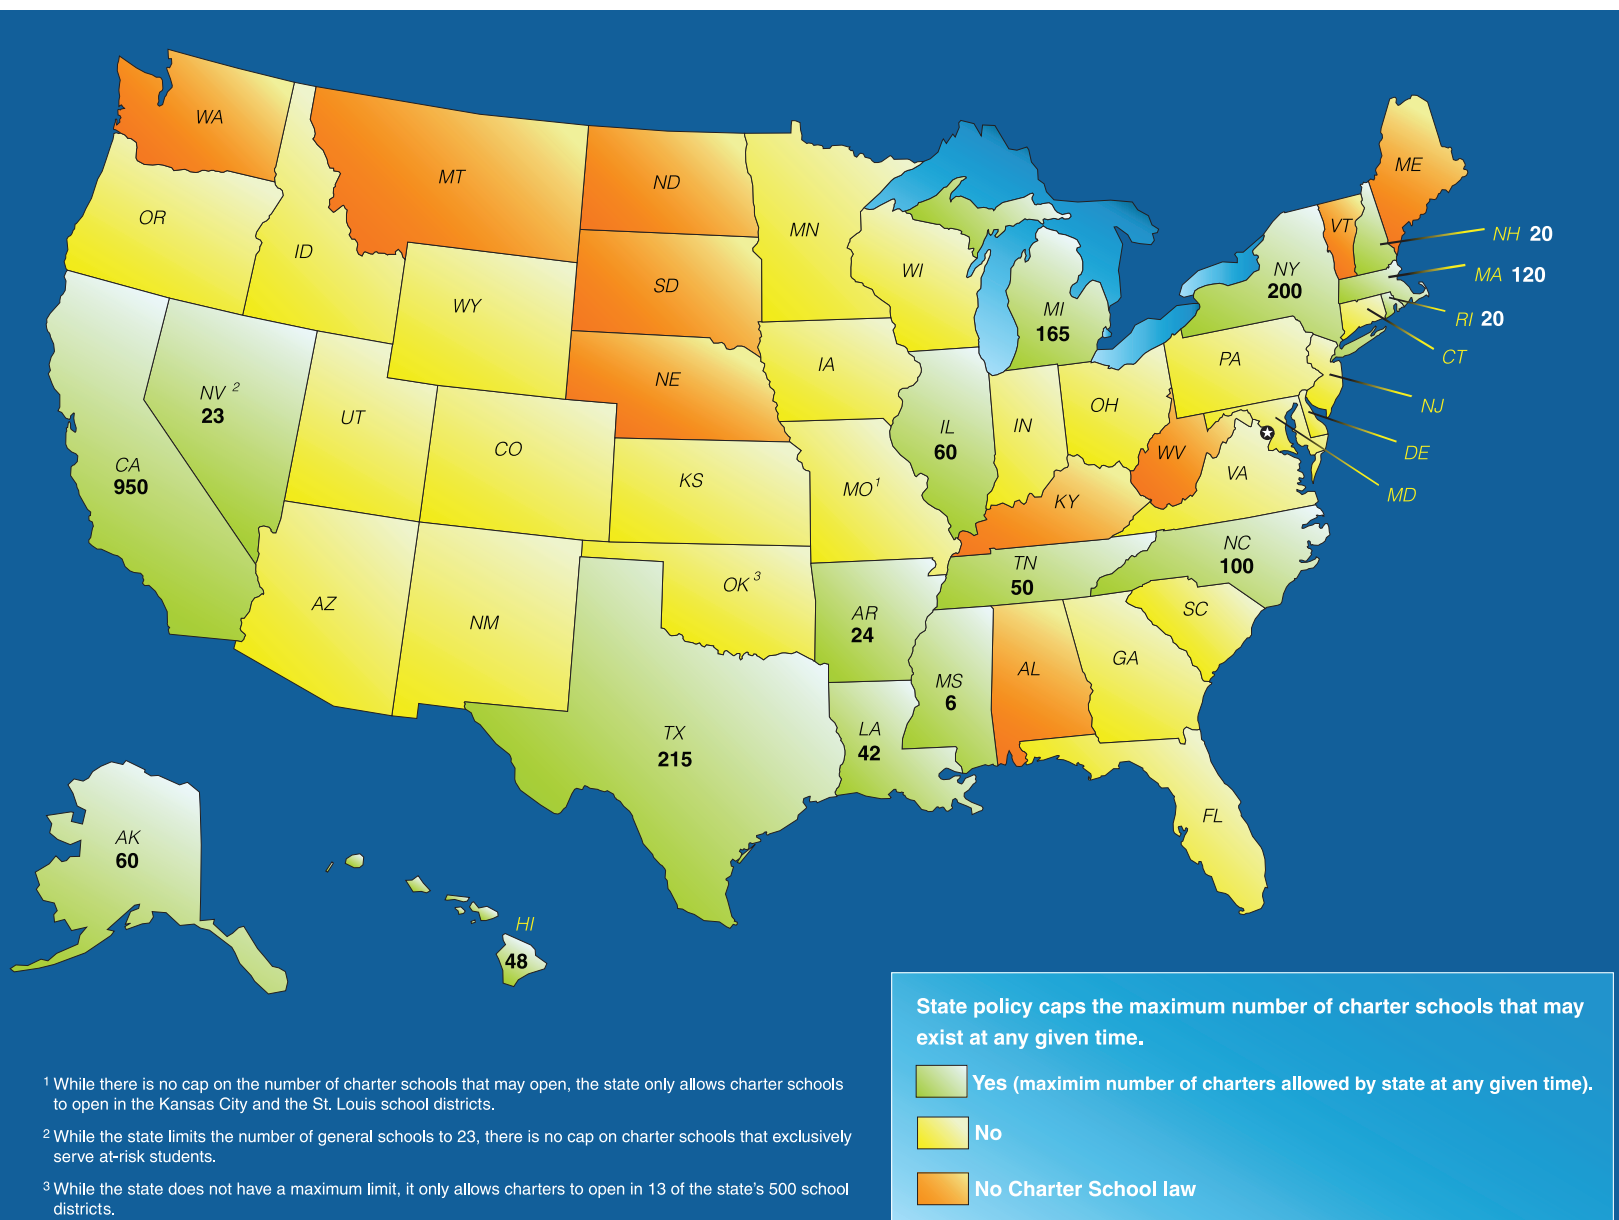 WA
MT
ND
MN
ME
OR
ID
VT
NH 20
WI
WY
SD
NY
200
MA 120
MI
165
RI 20
CT
PA
IA
NE
NV 2
23
UT
OH
NJ
IN
IL
60
CO
DE
WV
VA
CA
950
KS
MO 1
MD
KY
NC
100
TN
50
OK 3
AZ
NM
AR
24
SC
GA
AL
MS
6
TX
215
LA
42
FL
AK
60
HI
48
State policy caps the maximum number of charter schools that may
exist at any given time.
Yes (maximim number of charters allowed by state at any given time).
No
No Charter School law
1 While there is no cap on the number of charter schools that may open, the state only allows charter schools
to open in the Kansas City and the St. Louis school districts.
2 While the state limits the number of general schools to 23, there is no cap on charter schools that exclusively
serve at-risk students.
3 While the state does not have a maximum limit, it only allows charters to open in 13 of the state's 500 school
districts.